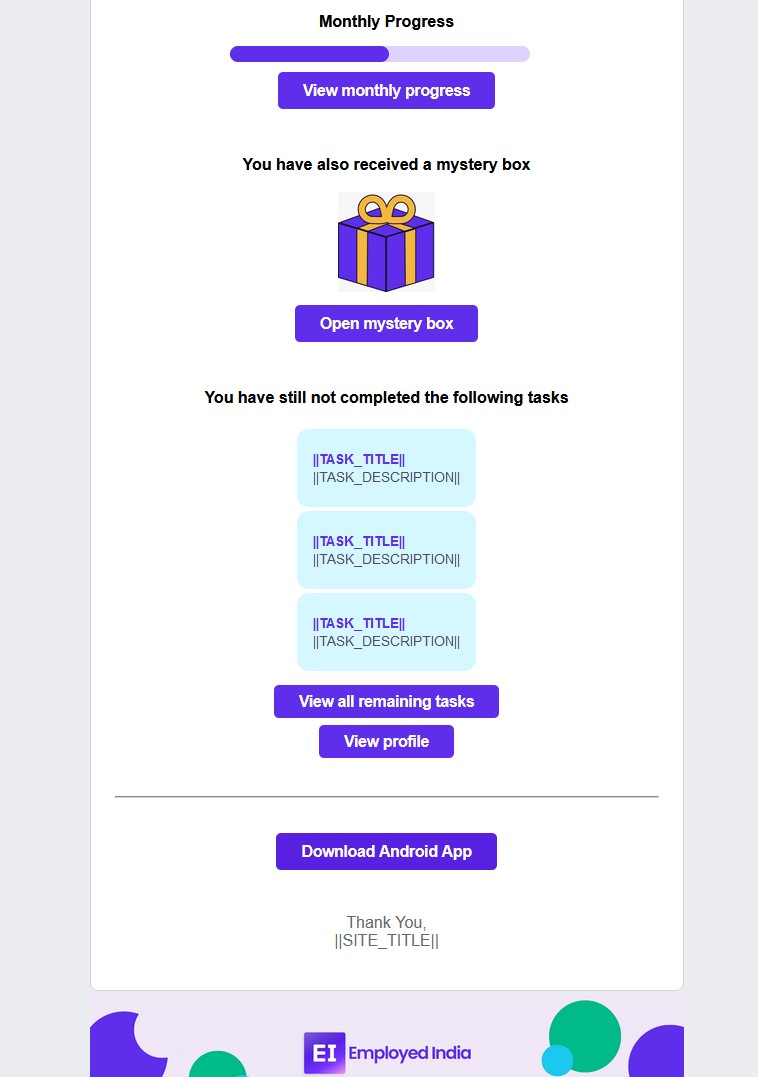 Monthly Progress
View monthly progress
You have also received a mystery box
Open mystery box
You have still not completed the following tasks
||TASK_TITLE||
||TASK_DESCRIPTION||
||TASK_TITLE||
||TASK_DESCRIPTION||
||TASK_TITLE||
||TASK_DESCRIPTION||
View all remaining tasks
View profile
Download Android App
Thank You,
||SITE_TITLE||
EI Employed India